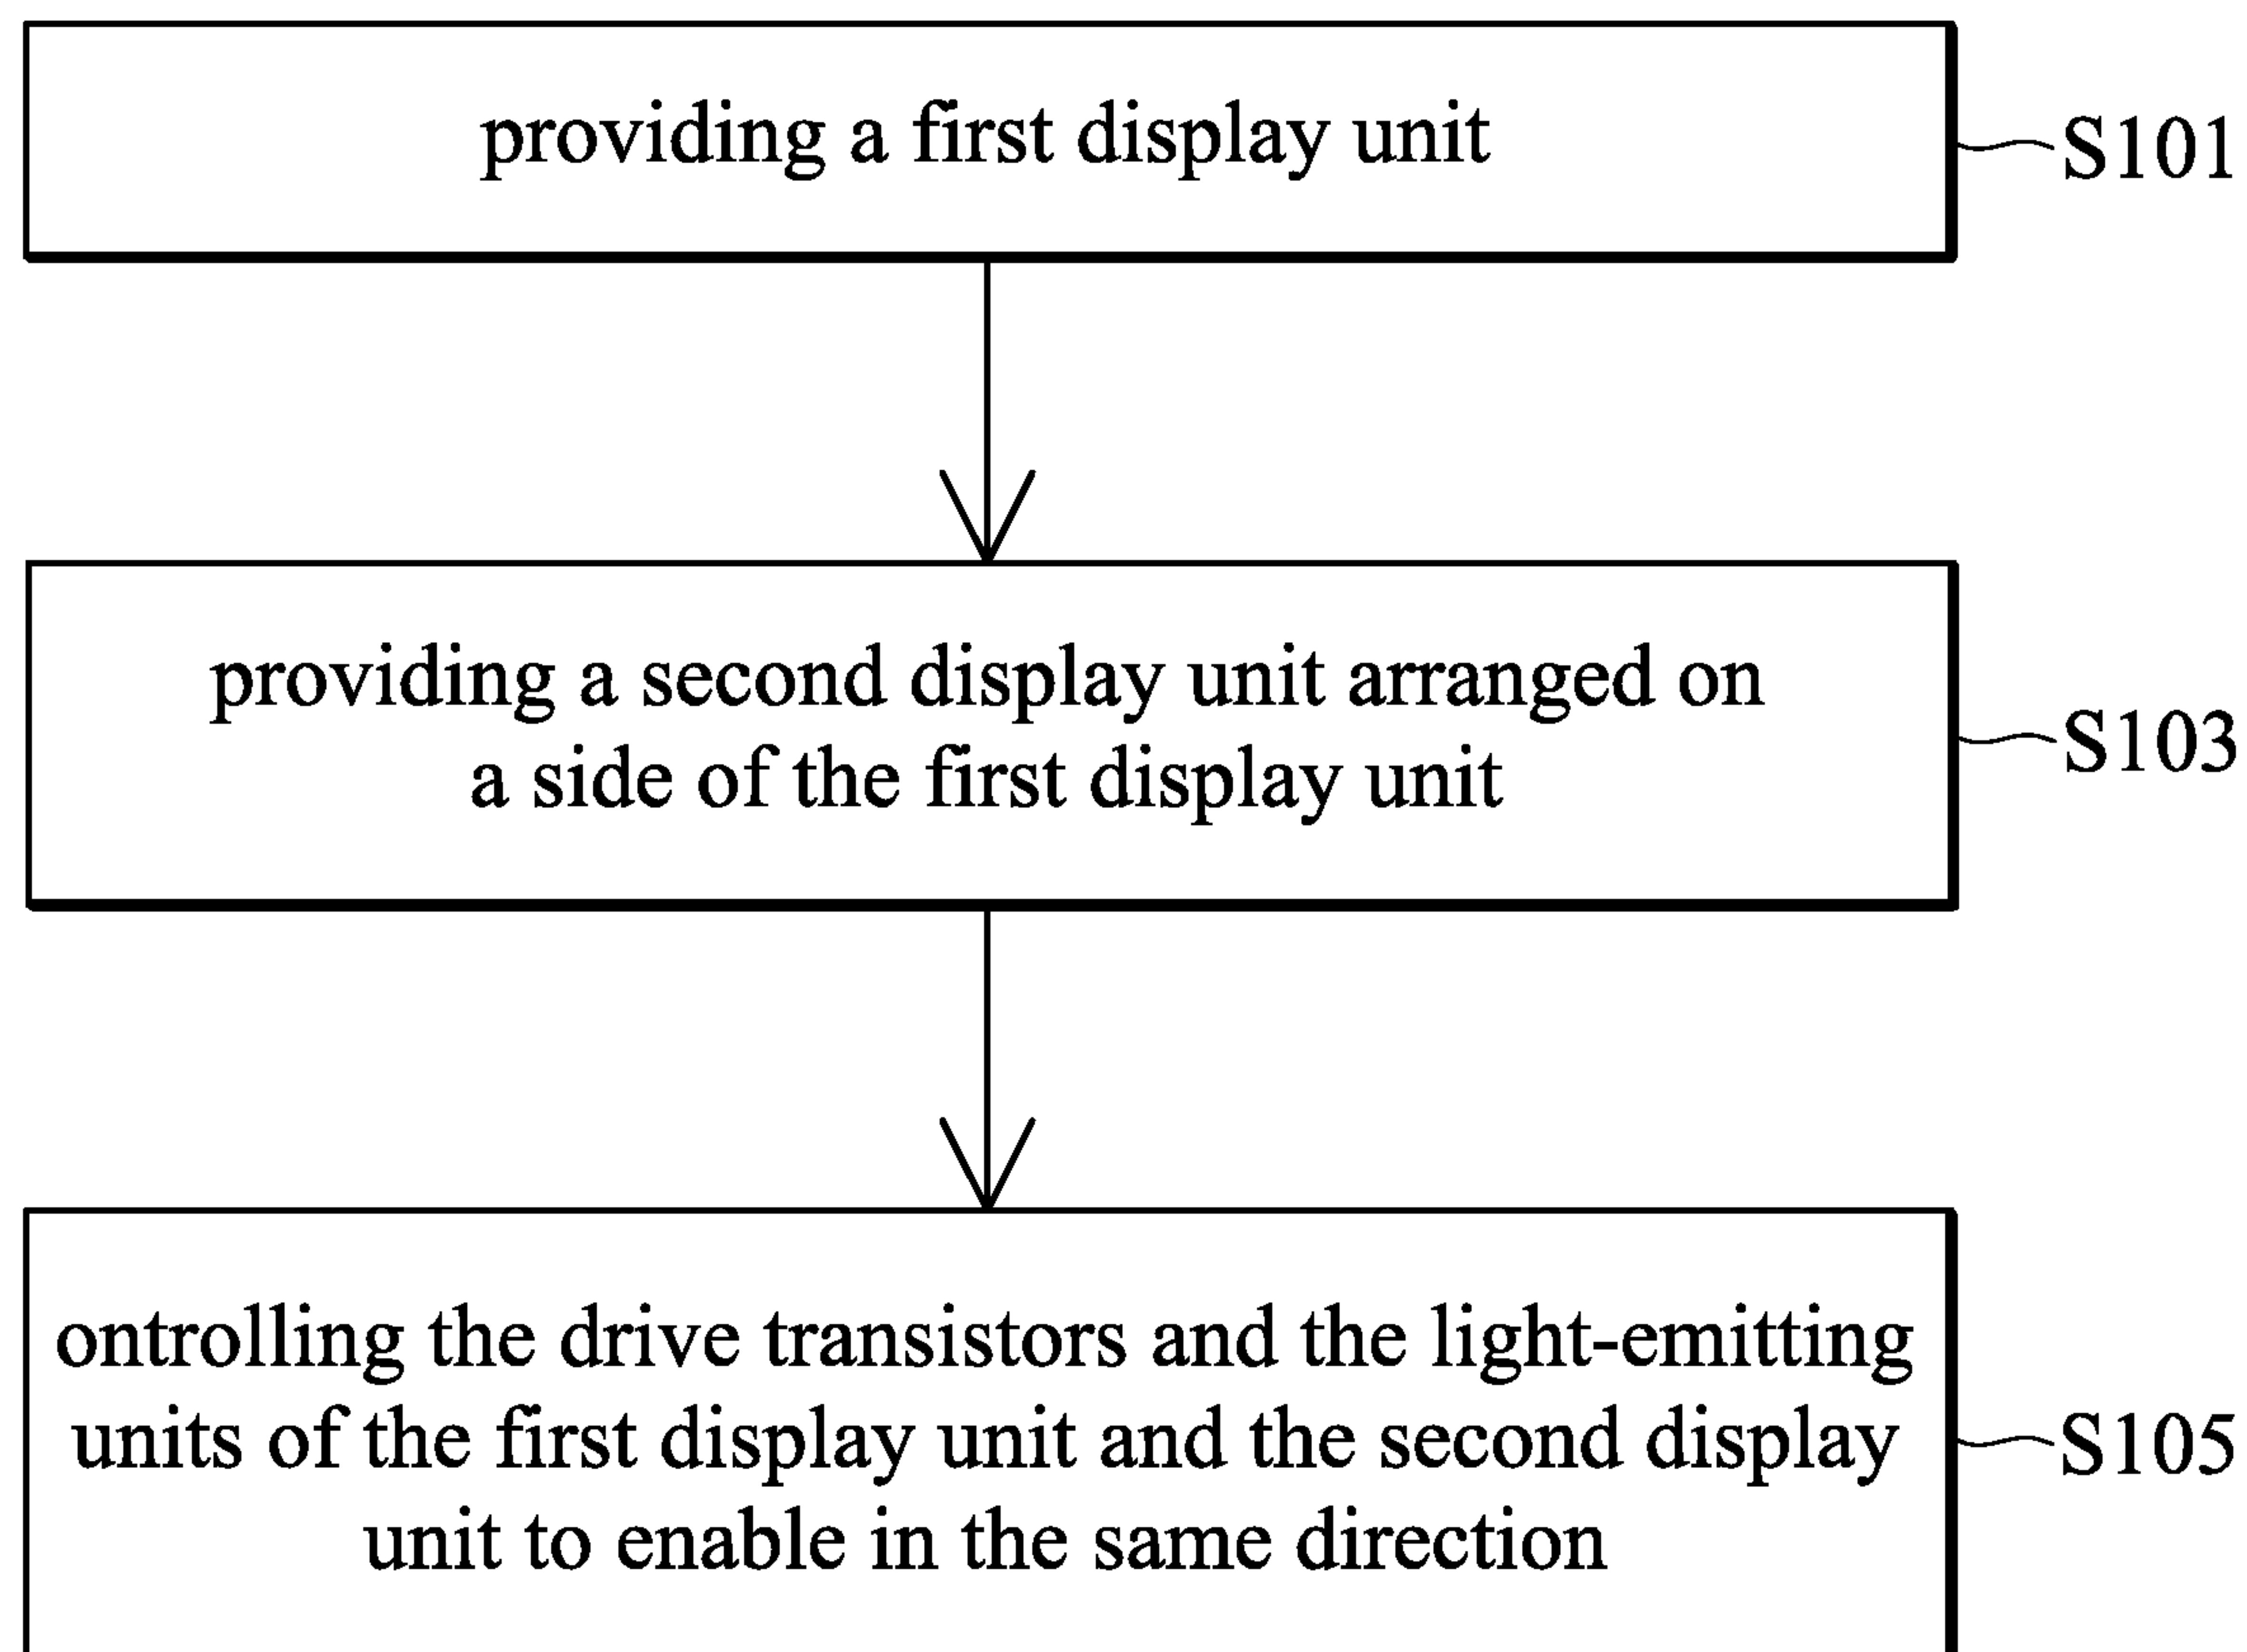 providing a first display unit
S101
providing a second display unit arranged on
a side of the first display unit
S103
ontrolling the drive transistors and the light-emitting
units of the first display unit and the second display
unit to enable in the same direction
S105